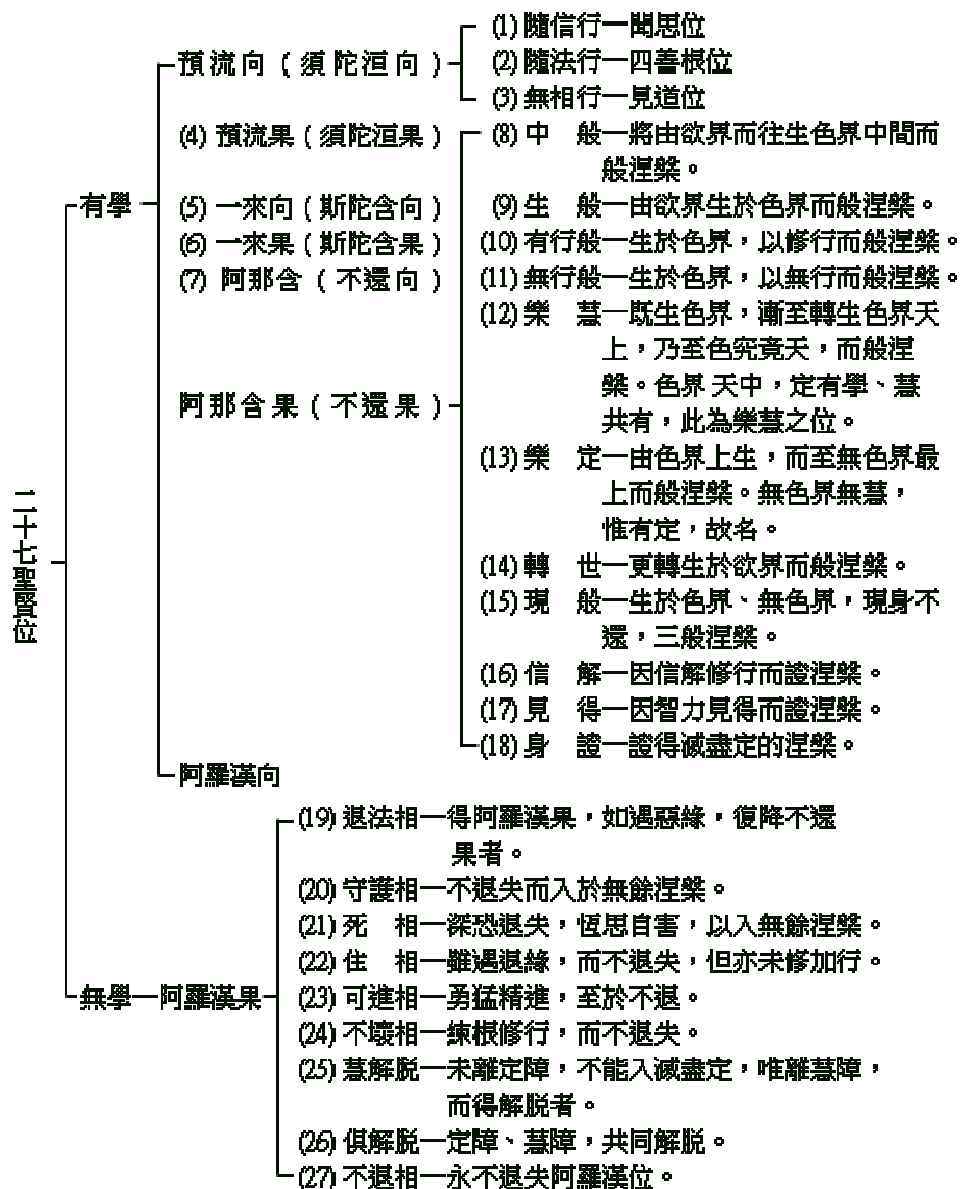 二十七聖賢位
有學
預流向（須陀洹向）
(1) 隨信行─聞思位
(2) 隨法行─四善根位
(3) 無相行─見道位
(4) 預流果（須陀洹果）
(5) 一來向（斯陀含向）
(6) 一來果（斯陀含果）
(7) 阿那含（不還向）
阿那含果（不還果）
(8) 中　般─將由欲界而往生色界中間而
般涅槃。
(9) 生　般─由欲界生於色界而般涅槃。
(10) 有行般─生於色界，以修行而般涅槃。
(11) 無行般─生於色界，以無行而般涅槃。
(12) 樂　慧─既生色界，漸至轉生色界天
上，乃至色究竟天，而般涅
槃。色界 天中，定有學、慧
共有，此為樂慧之位。
(13) 樂　定─由色界上生，而至無色界最
上而般涅槃。無色界無慧，
惟有定，故名。
(14) 轉　世─更轉生於欲界而般涅槃。
(15) 現　般─生於色界、無色界，現身不
還，三般涅槃。
(16) 信　解─因信解修行而證涅槃。
(17) 見　得─因智力見得而證涅槃。
(18) 身　證─證得滅盡定的涅槃。
阿羅漢向
無學─阿羅漢果
(19) 退法相─得阿羅漢果，如遇惡緣，復降不還
果者。
(20) 守護相─不退失而入於無餘涅槃。
(21) 死　相─深恐退失，恆思自害，以入無餘涅槃。
(22) 住　相─雖遇退緣，而不退失，但亦未修加行。
(23) 可進相─勇猛精進，至於不退。
(24) 不壞相─練根修行，而不退失。
(25) 慧解脫─未離定障，不能入滅盡定，唯離慧障，
而得解脫者。
(26) 俱解脫─定障、慧障，共同解脫。
(27) 不退相─永不退失阿羅漢位。